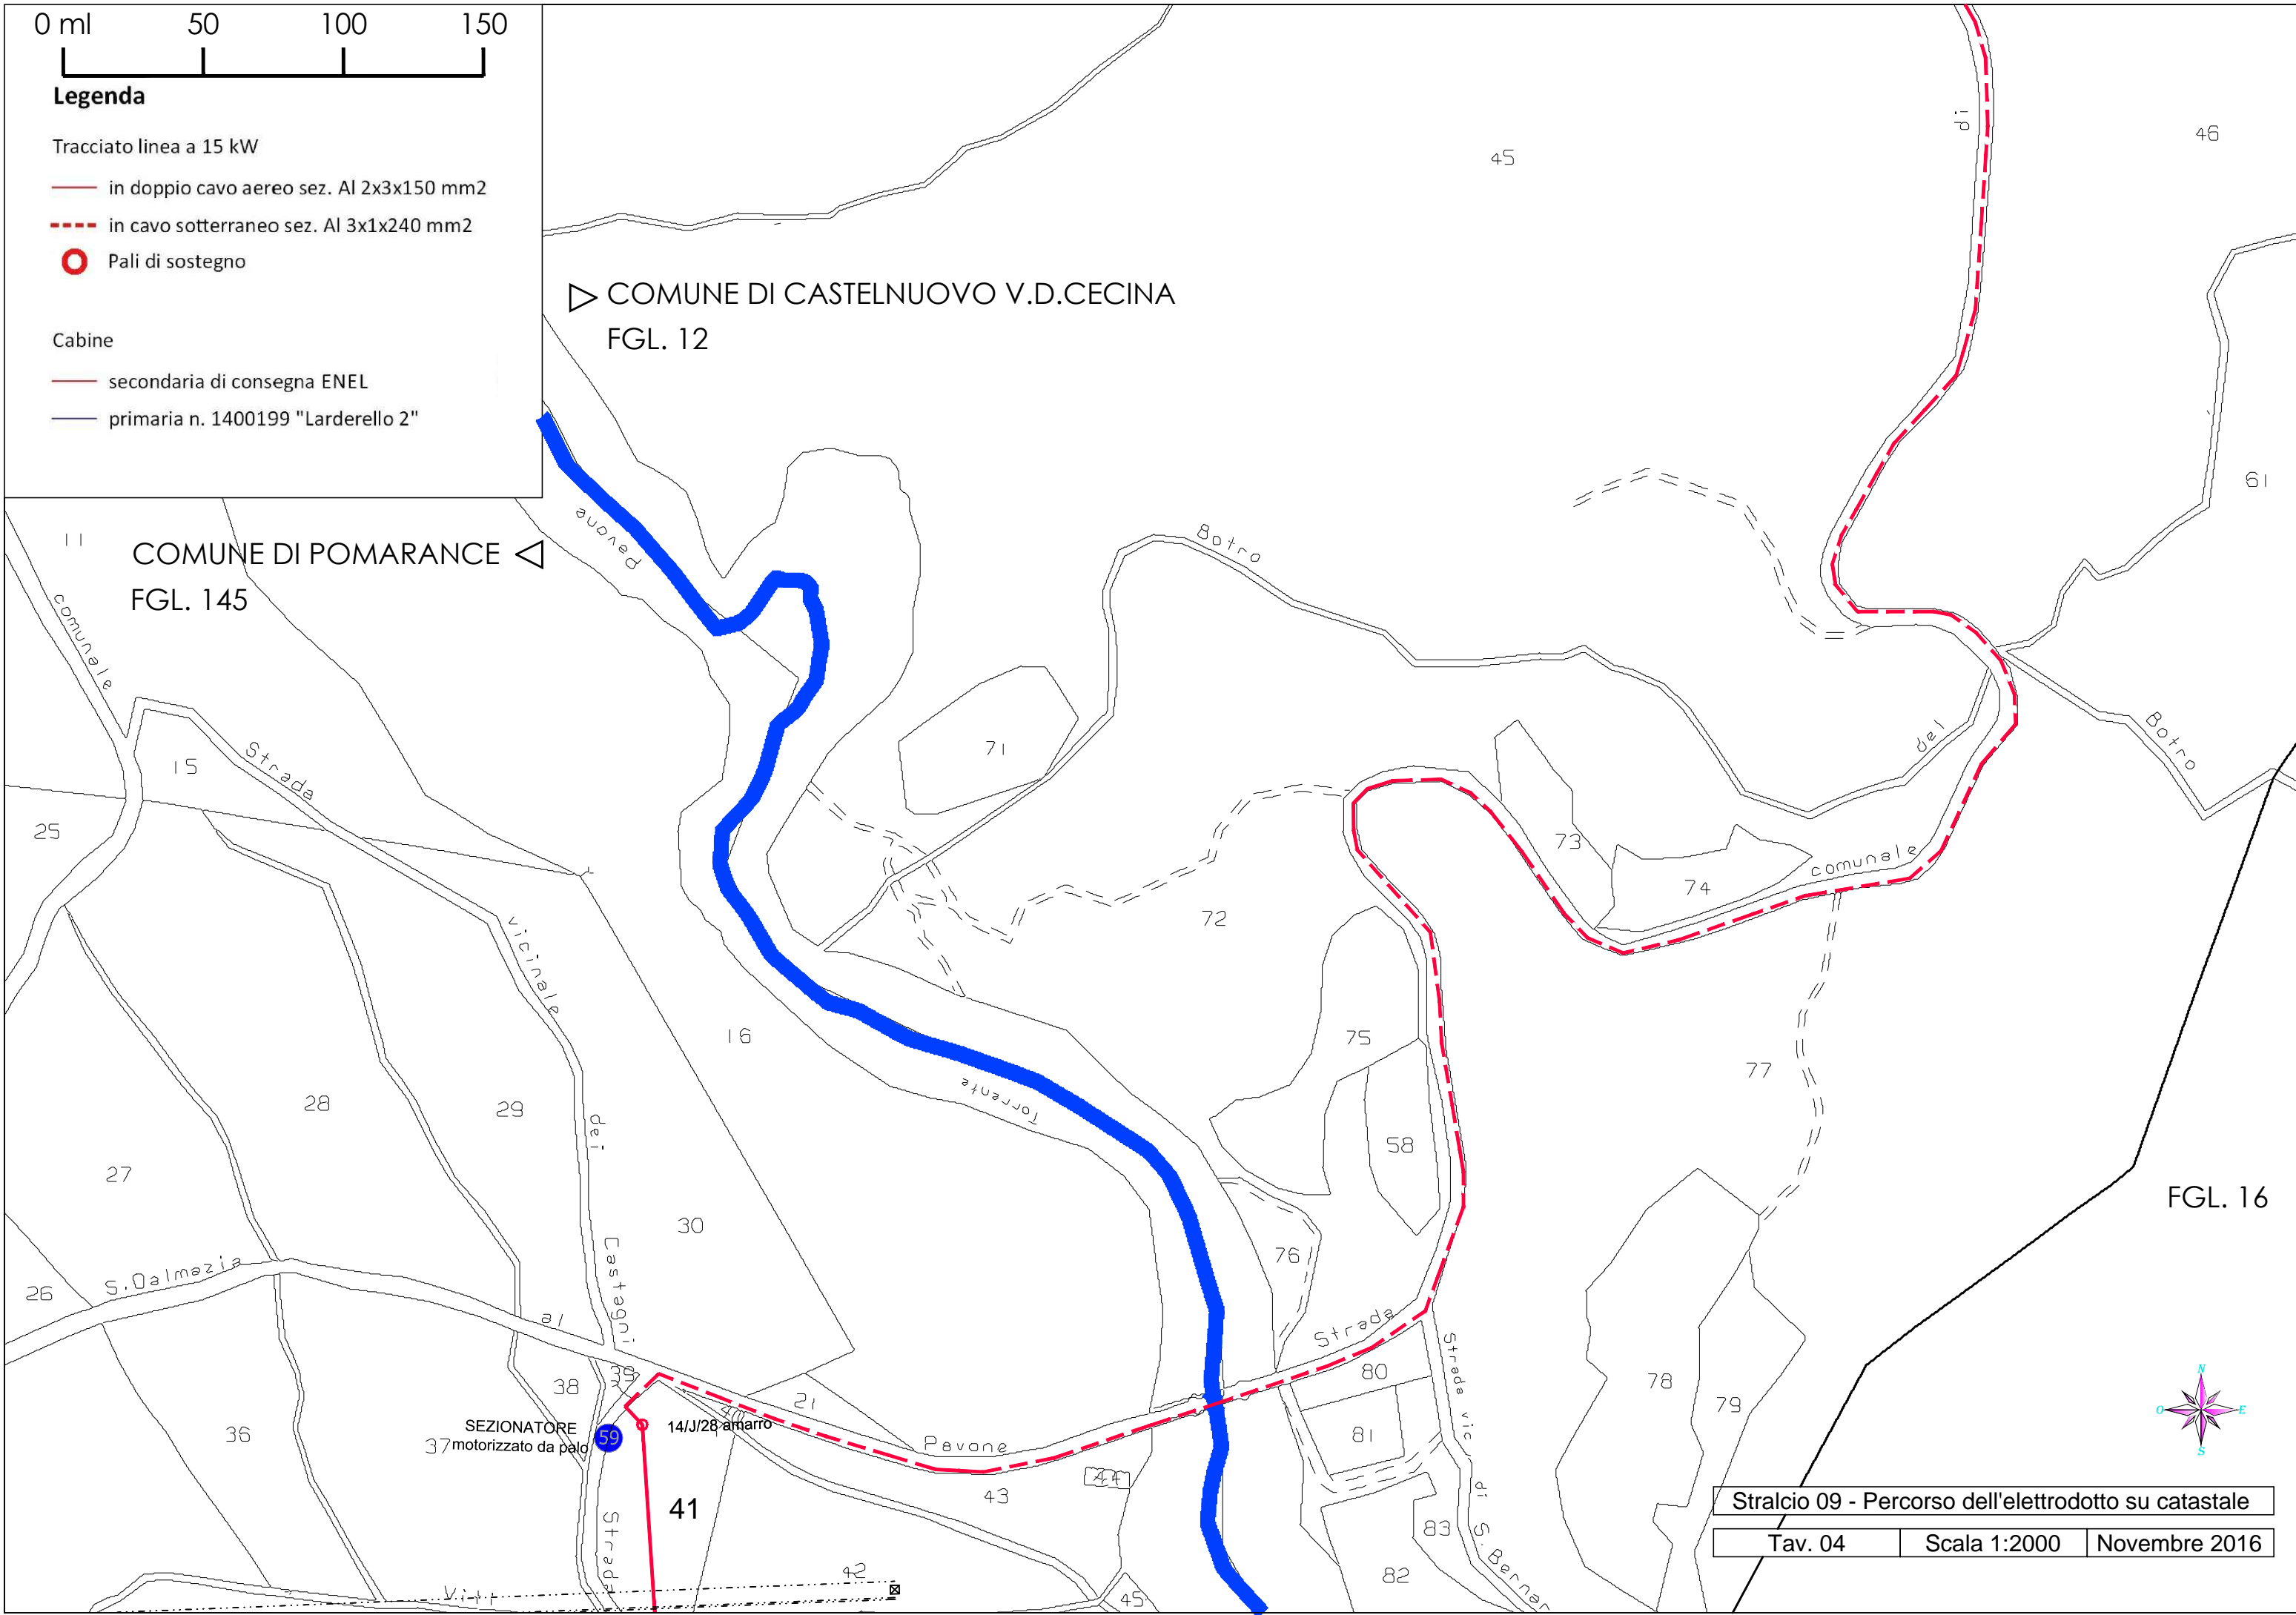 0 ml 50 100 150
Legenda
Tracciato linea a 15 kW
in doppio cavo aereo sez. Al 2x3x150 mm2
in cavo sotterraneo sez. Al 3x1x240 mm2
Pali di sostegno
Cabine
secondaria di consegna ENEL
primaria n. 1400199 "Larderello 2"
COMUNE DI CASTELNUOVO V.D.CECINA
FGL. 12
COMUNE DI POMARANCE
FGL. 145
45
di
46
61
11
comunale
Pavone
Botro
15
Strada
71
del
Botro
25
73
comunale
74
72
vicinale
16
75
77
Torrente
28
29
dei
58
27
30
FGL. 16
26
S.Dalmazia
al
Castagni
76
Strada
Strada vic. di S. Bernar
38
39
21
40
80
78
79
36
37
SEZIONATORE
motorizzato da palo
59
14/J/28 amarro
Pavone
81
41
43
44
Strada
83
42
82
45
Stralcio 09 - Percorso dell'elettrodotto su catastale
Tav. 04 Scala 1:2000 Novembre 2016
N
O E
S